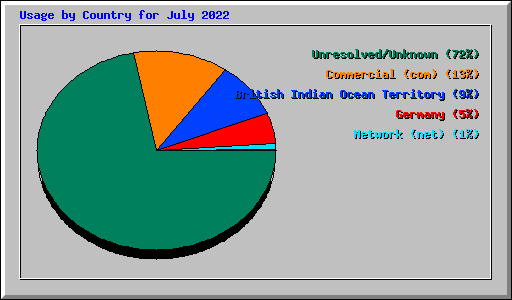 Usage by Country for July 2022
Unresolved/Unknown (72%)
Commercial (com) (13%)
British Indian Ocean Territory (9%)
Germany (5%)
Network (net) (1%)